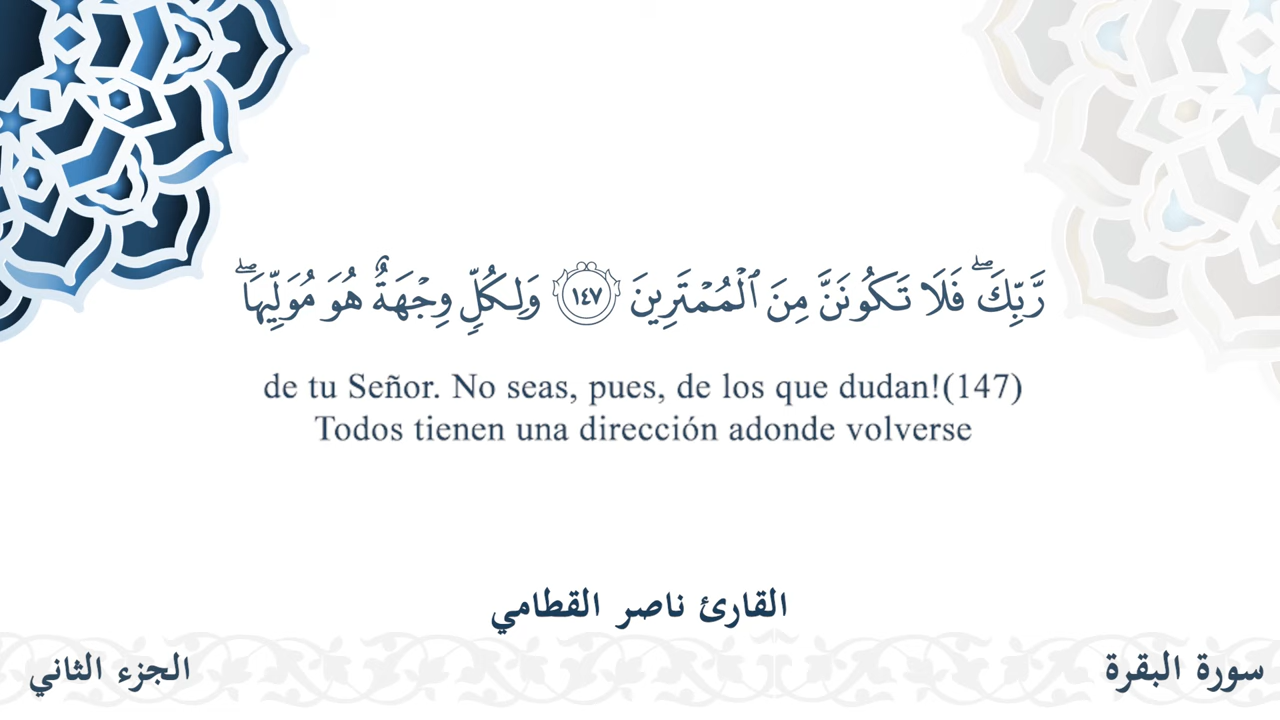 رَّبِّكَ ۖ فَلَا تَكُونَنَّ مِنَ ٱلْمُمْتَرِينَ ١٤٧ وَلِكُلٍّ وِجْهَةٌ هُوَ مُوَلِّيهَا ۖ
de tu Señor. No seas, pues, de los que dudan!(147)
Todos tienen una dirección adonde volverse
القارئ ناصر القطامي
سورة البقرة
الجزء الثاني